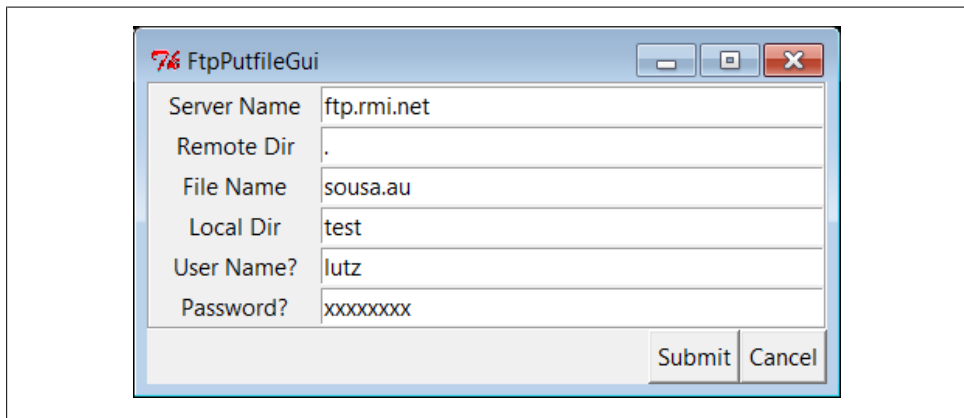 FtpPutfileGui
Server Name ftp.rmi.net
Remote Dir .
File Name sousa.au
Local Dir test
User Name? lutz
Password? xxxxxxxx
Submit Cancel